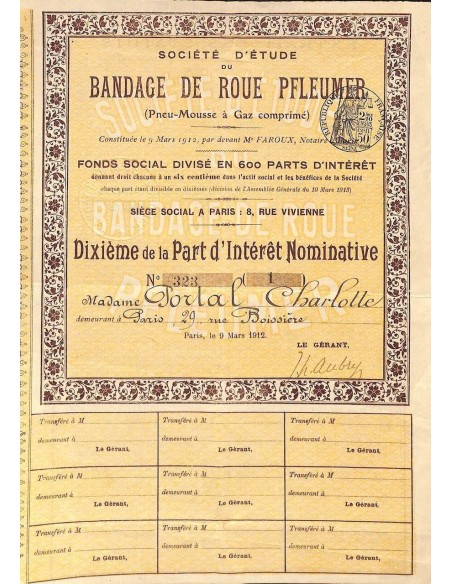 SOCIÉTÉ D'ÉTUDE
DU
BANDAGE DE ROUE PFLEUMER
(Pneu-Mousse à Gaz comprimé)
Constituée le 9 Mars 1912, par devant Me FAROUX, Notaire
FONDS SOCIAL DIVISÉ EN 600 PARTS D'INTÉRÊT
donnant droit chacune à un six centième dans l'actif social et les bénéfices de la Société
chaque part étant divisible en dixièmes (décision de l'Assemblée Générale du 10 Mars 1913)
SIÈGE SOCIAL A PARIS : 8, RUE VIVIENNE
Dixième de la Part d'Intérêt Nominative
No 323 ( 1
Madame Portal Charlotte
demeurant à Paris 29, rue Boissière
Paris, le 9 Mars 1912.
LE GÉRANT,
Transféré à M Transféré à M Transféré à M
demeurant à demeurant à demeurant à
Le Gérant, Le Gérant, Le Gérant,
Transféré à M Transféré à M Transféré à M
demeurant à demeurant à demeurant à
Le Gérant, Le Gérant, Le Gérant,
Transféré à M Transféré à M Transféré à M
demeurant à demeurant à demeurant à
Le Gérant, Le Gérant, Le Gérant,